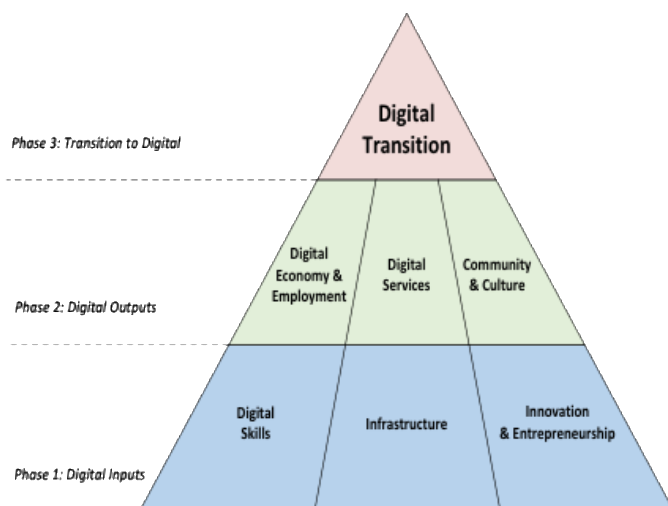 Digital
Transition
Phase 3: Transition to Digital
Digital
Economy &
Employment
Digital
Services
Community
& Culture
Phase 2: Digital Outputs
Digital
Skills
Infrastructure
Innovation
& Entrepreneurship
Phase 1: Digital Inputs